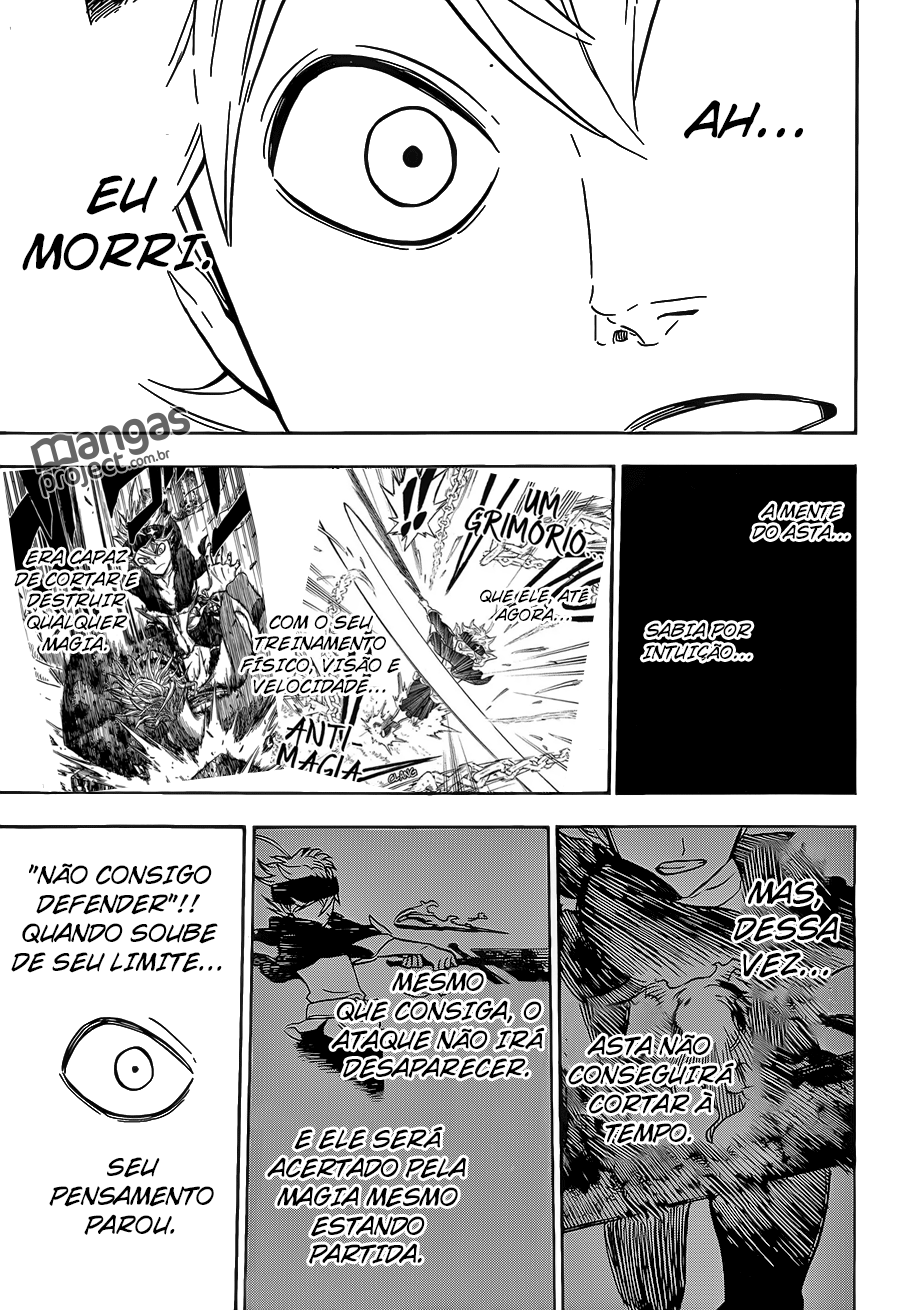 AH...
EU
MORRI.
mangas
project.com.br
A MENTE
DO ASTA...
SABIA POR
INTUIÇÃO...
UM
GRIMÓRIO...
!!
QUE ELE, ATÉ
AGORA...
COM O SEU
TREINAMENTO
FÍSICO, VISÃO E
VELOCIDADE...
ANTI-
MAGIA
CLANG
ERA CAPAZ
DE CORTAR E
DESTRUIR
QUALQUER
MAGIA.
MAS,
DESSA
VEZ...
ASTA NÃO
CONSEGUIRÁ
CORTAR À
TEMPO.
MESMO
QUE CONSIGA, O
ATAQUE NÃO IRÁ
DESAPARECER.
E ELE SERÁ
ACERTADO PELA
MAGIA MESMO
ESTANDO
PARTIDA.
"NÃO CONSIGO
DEFENDER"!!
QUANDO SOUBE
DE SEU LIMITE...
SEU
PENSAMENTO
PAROU.